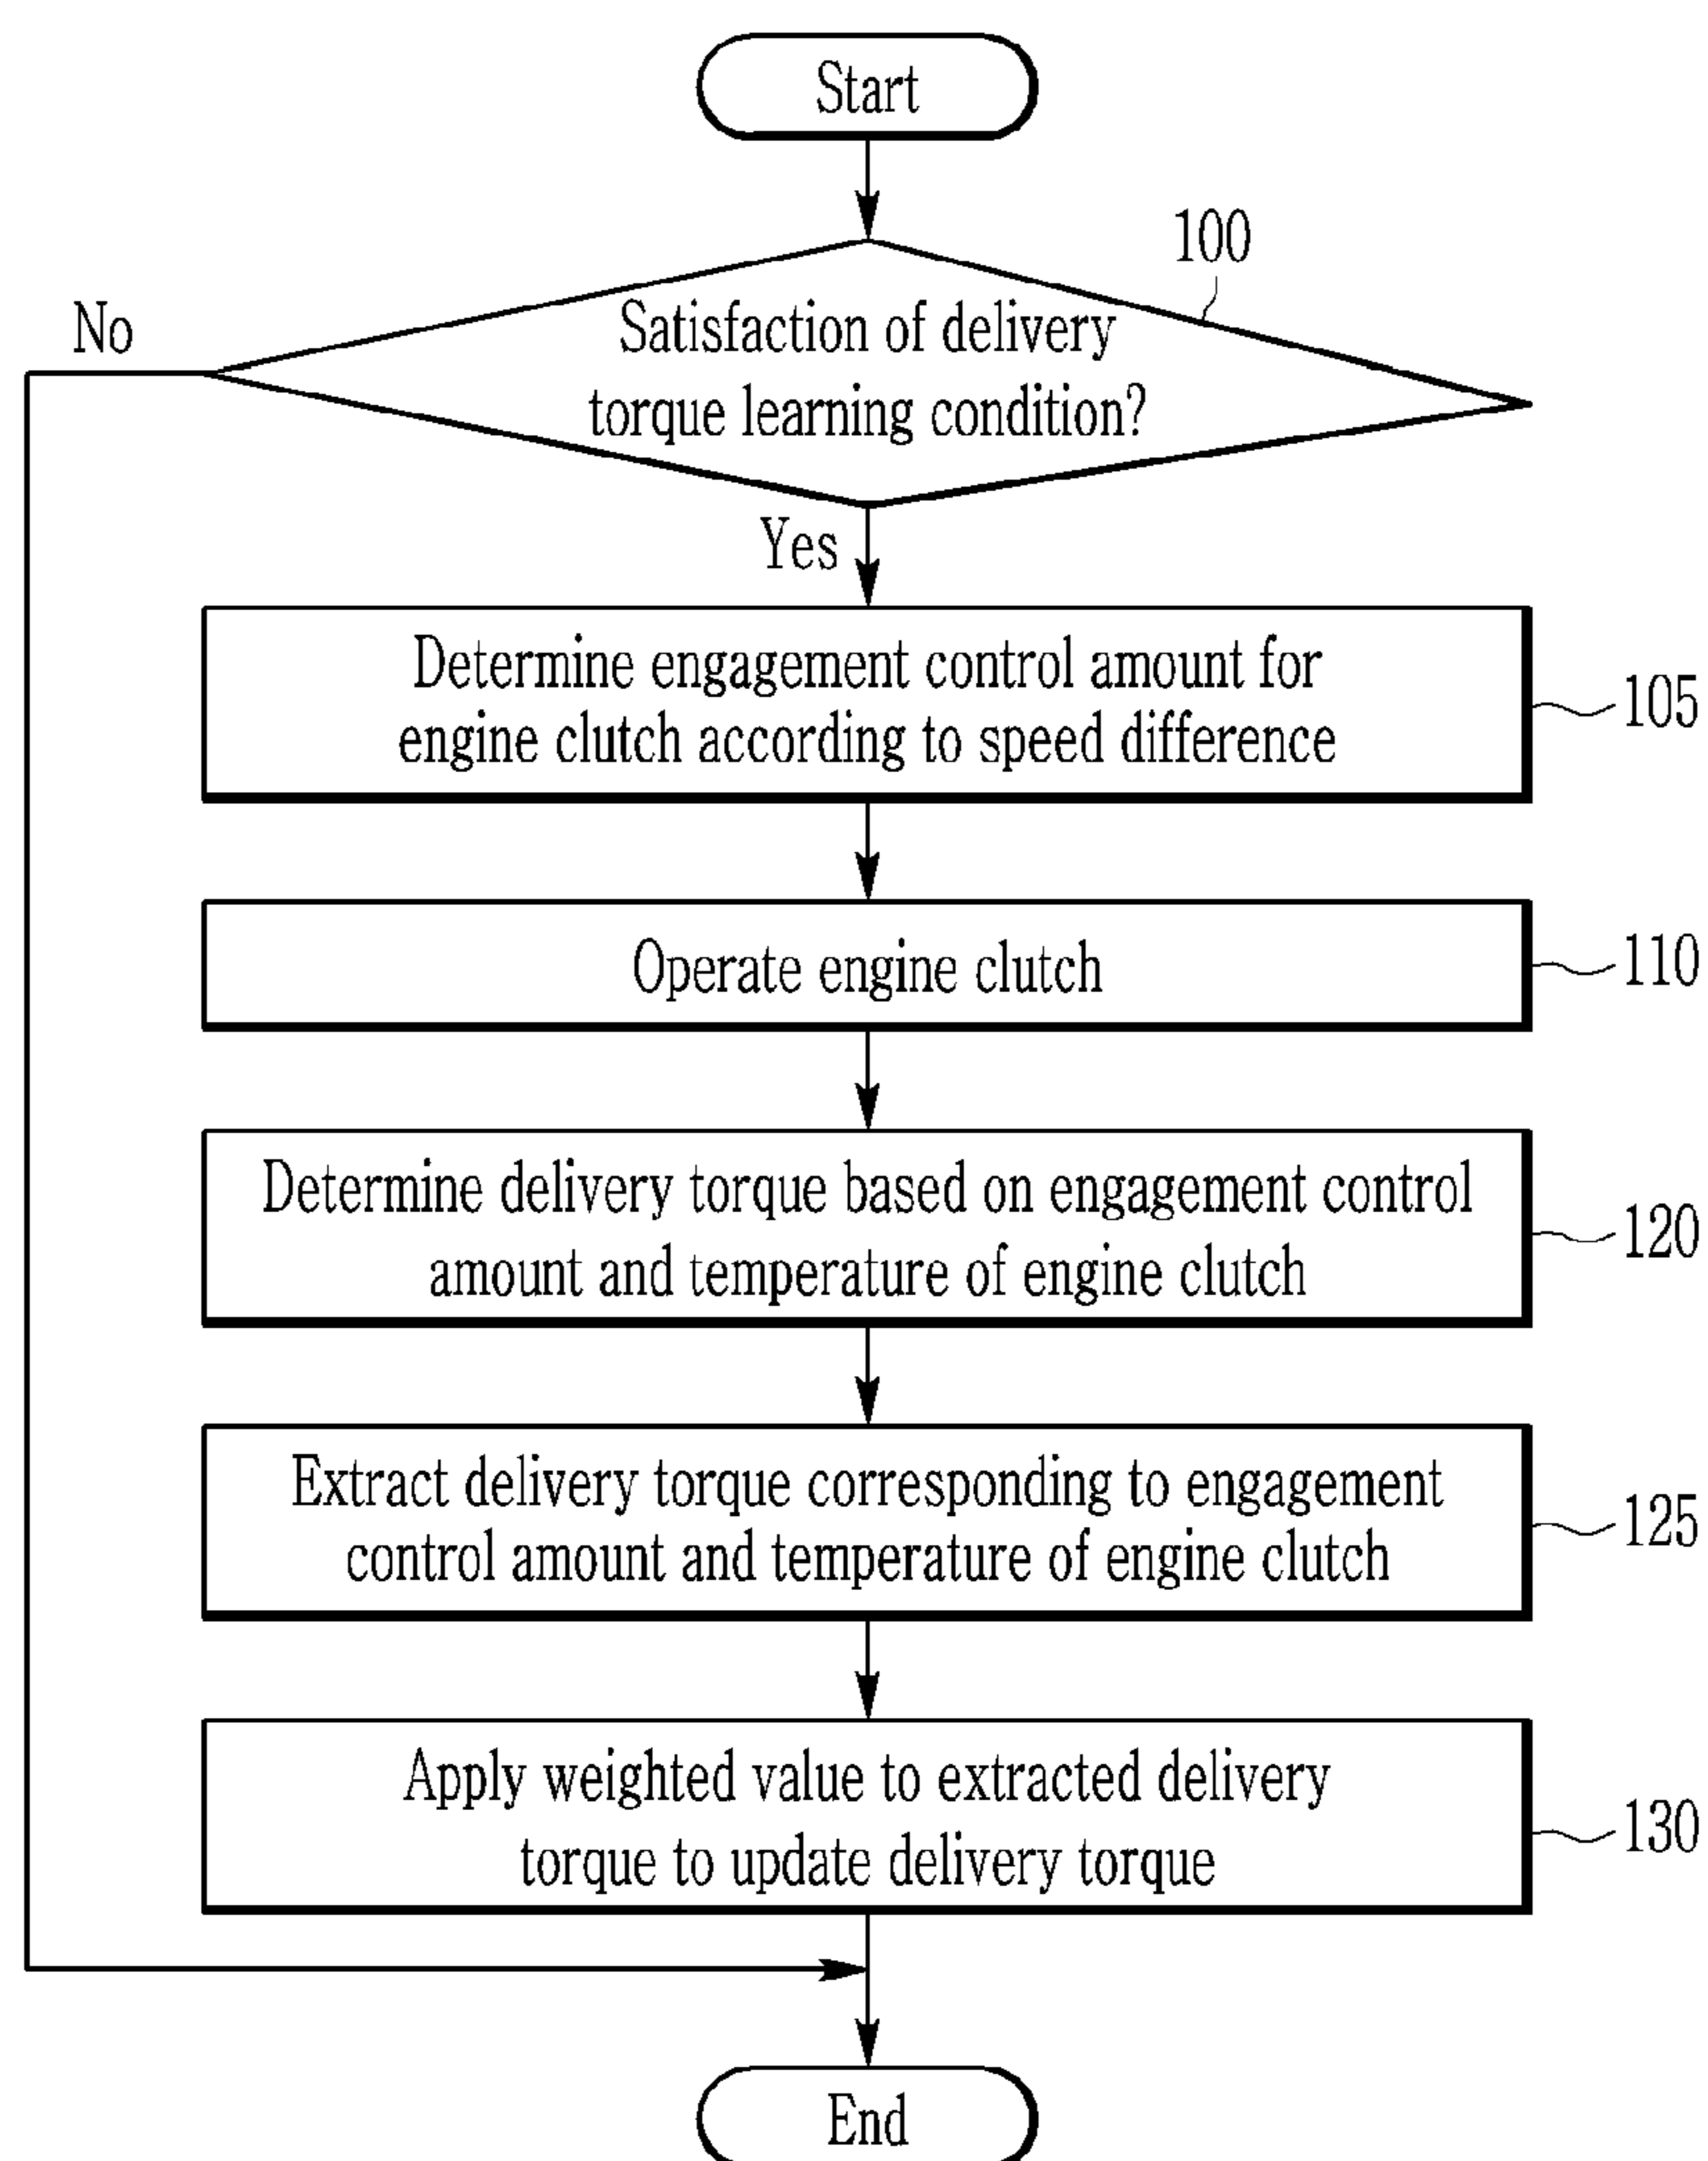 Start
100
No
Satisfaction of delivery
torque learning condition?
Yes
Determine engagement control amount for
engine clutch according to speed difference
105
Operate engine clutch
110
Determine delivery torque based on engagement control
amount and temperature of engine clutch
120
Extract delivery torque corresponding to engagement
control amount and temperature of engine clutch
125
Apply weighted value to extracted delivery
torque to update delivery torque
130
End